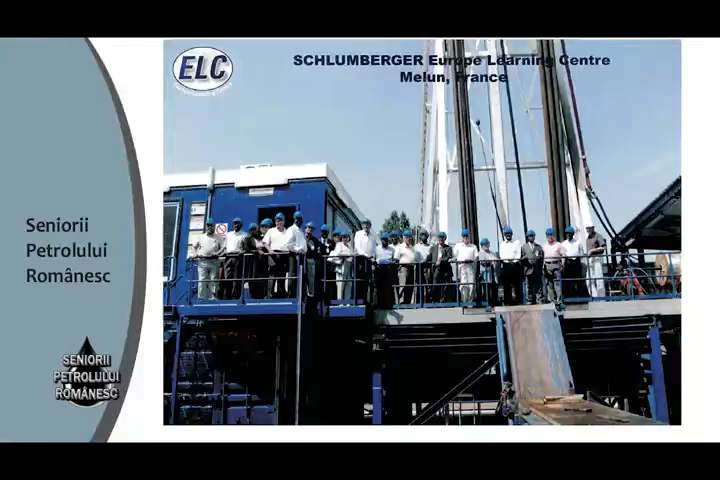 ELC
SCHLUMBERGER Europe Learning Centre
Melun, France
Seniorii
Petrolului
Românesc
SENIORII
PETROLULUI
ROMÂNESC